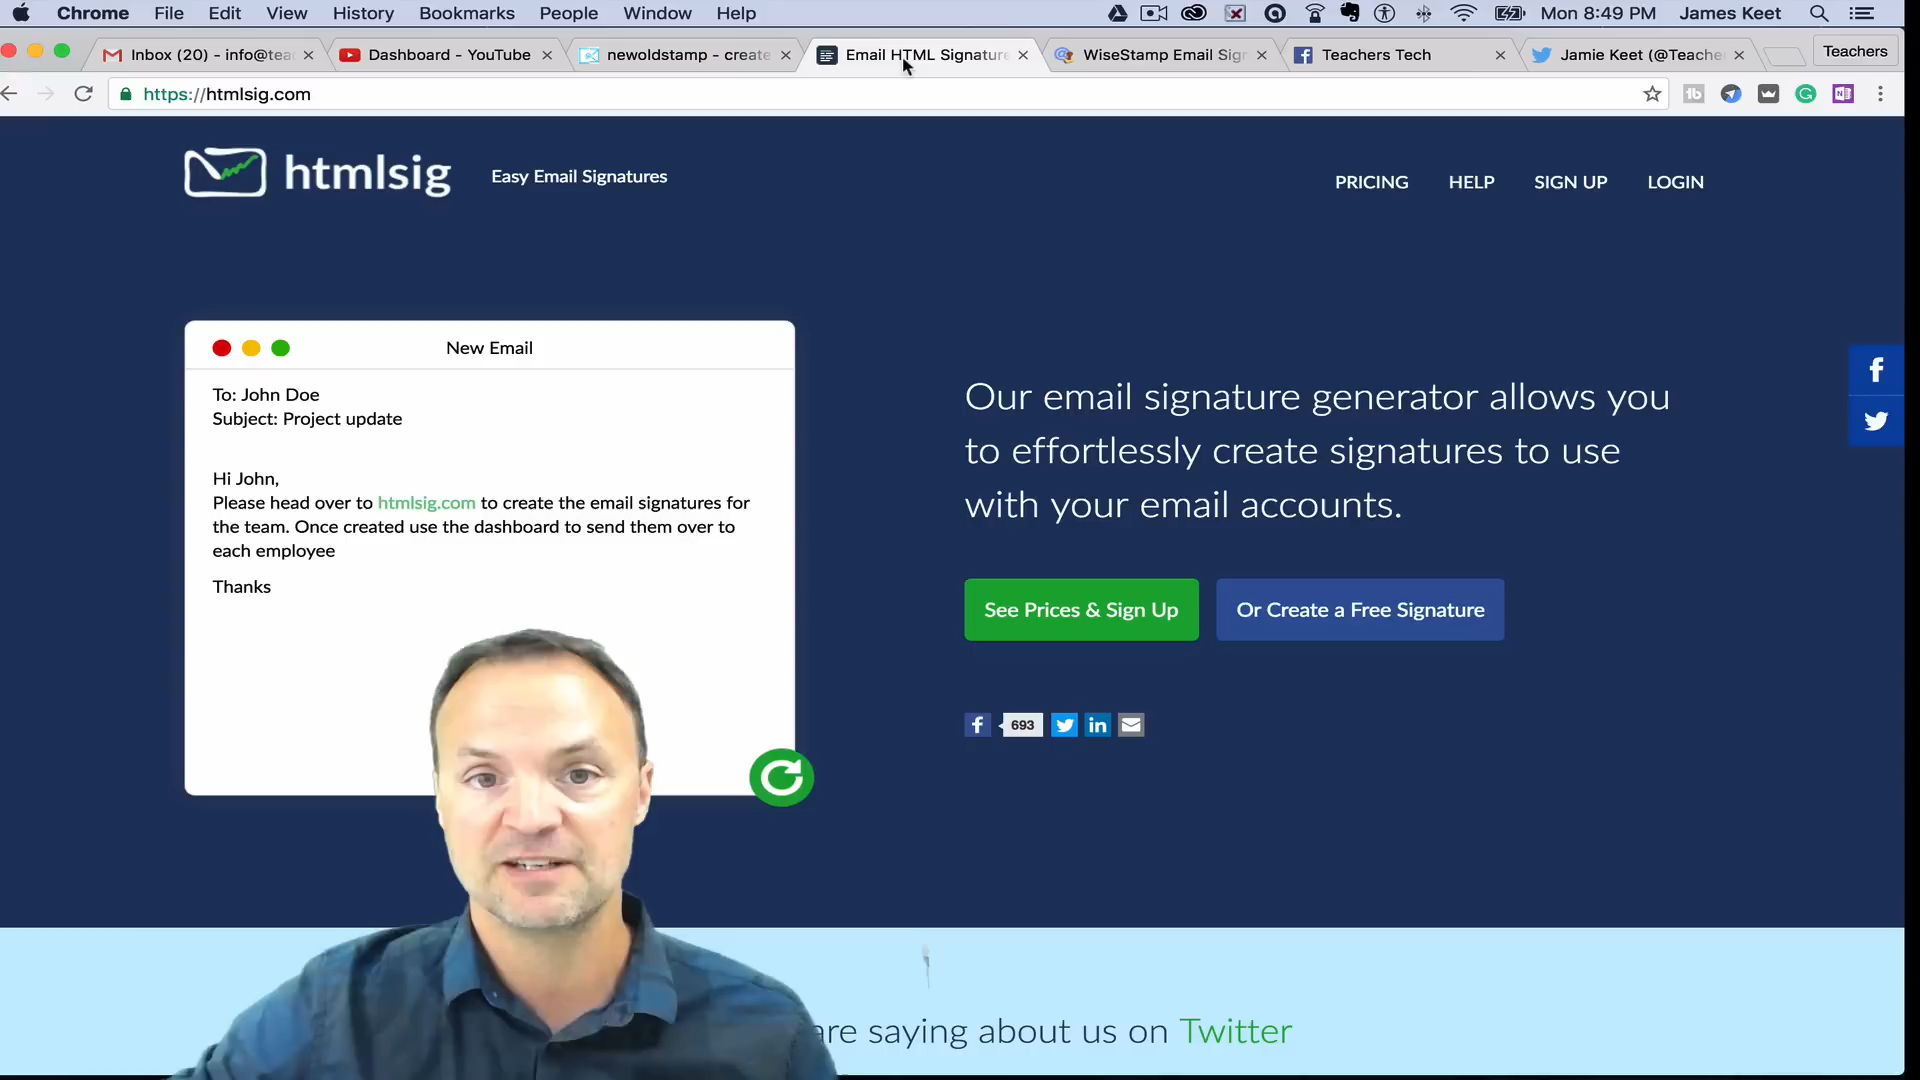 Chrome File Edit View History Bookmarks People Window Help Mon 8:49 PM James Keet
Inbox (20) - info@tea Dashboard - YouTube newoldstamp - create Email HTML Signature WiseStamp Email Sig Teachers Tech Jamie Keet (@Teache Teachers
https://htmlsig.com
htmlsig Easy Email Signatures PRICING HELP SIGN UP LOGIN
New Email
To: John Doe
Subject: Project update
Hi John,
Please head over to htmlsig.com to create the email signatures for
the team. Once created use the dashboard to send them over to
each employee
Thanks
Our email signature generator allows you
to effortlessly create signatures to use
with your email accounts.
See Prices & Sign Up Or Create a Free Signature
693
are saying about us on Twitter